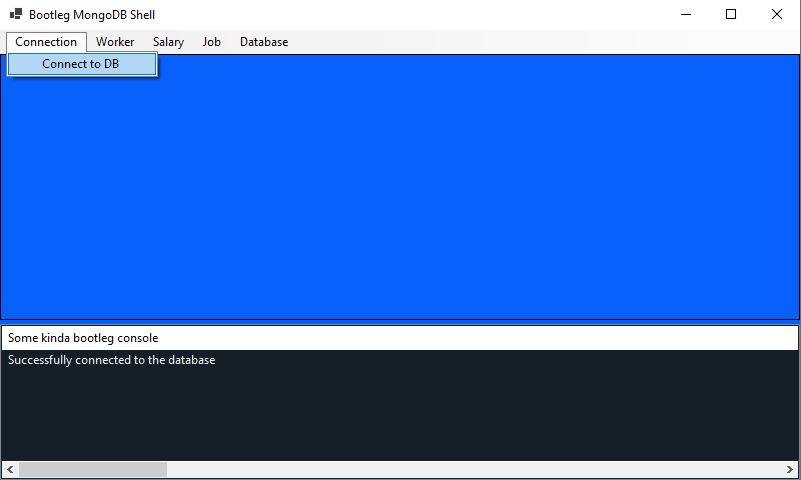 Bootleg MongoDB Shell
Connection Worker Salary Job Database
Connect to DB
Some kinda bootleg console
Successfully connected to the database